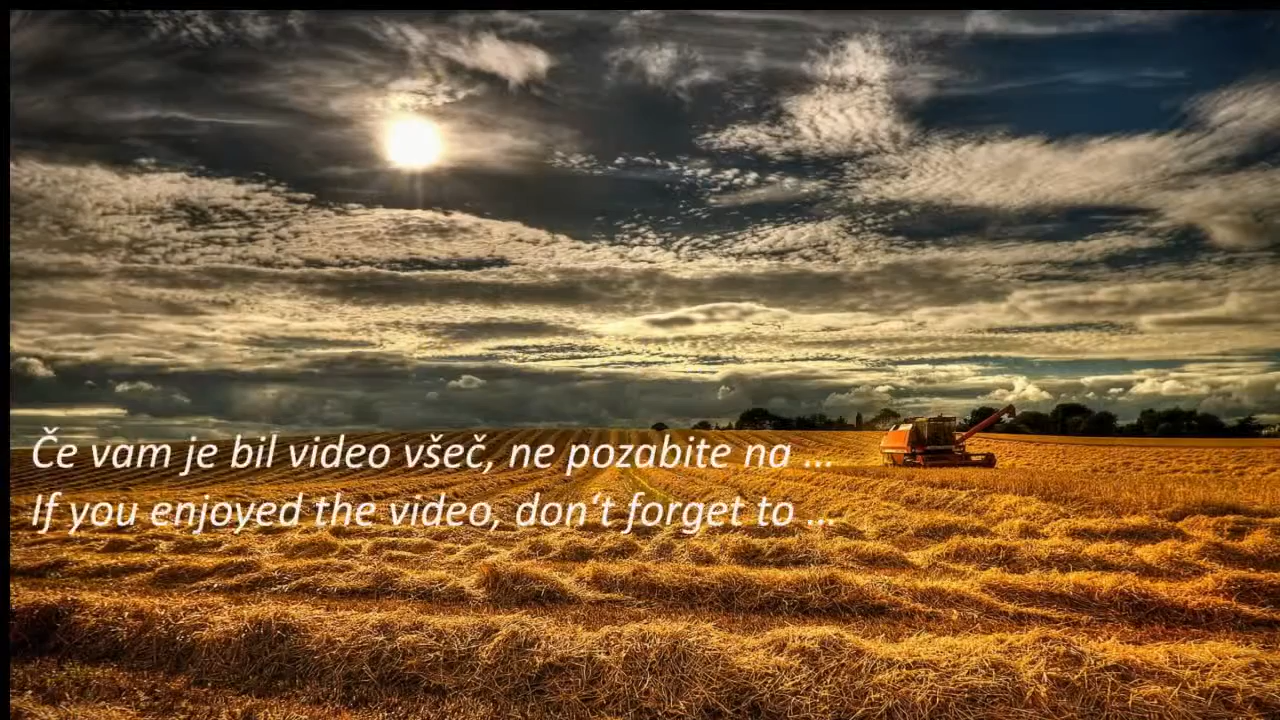 Če vam je bil video všeč, ne pozabite na ...
If you enjoyed the video, don‘t forget to ...